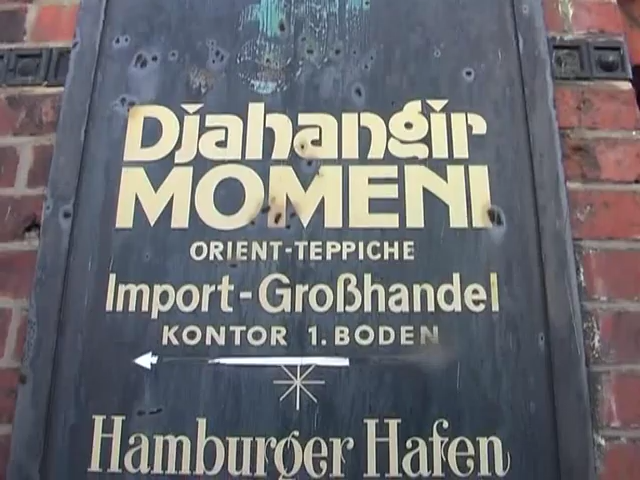 Djahangir
MOMENI
ORIENT-TEPPICHE
Import-Großhandel
KONTOR 1. BODEN
Hamburger Hafen